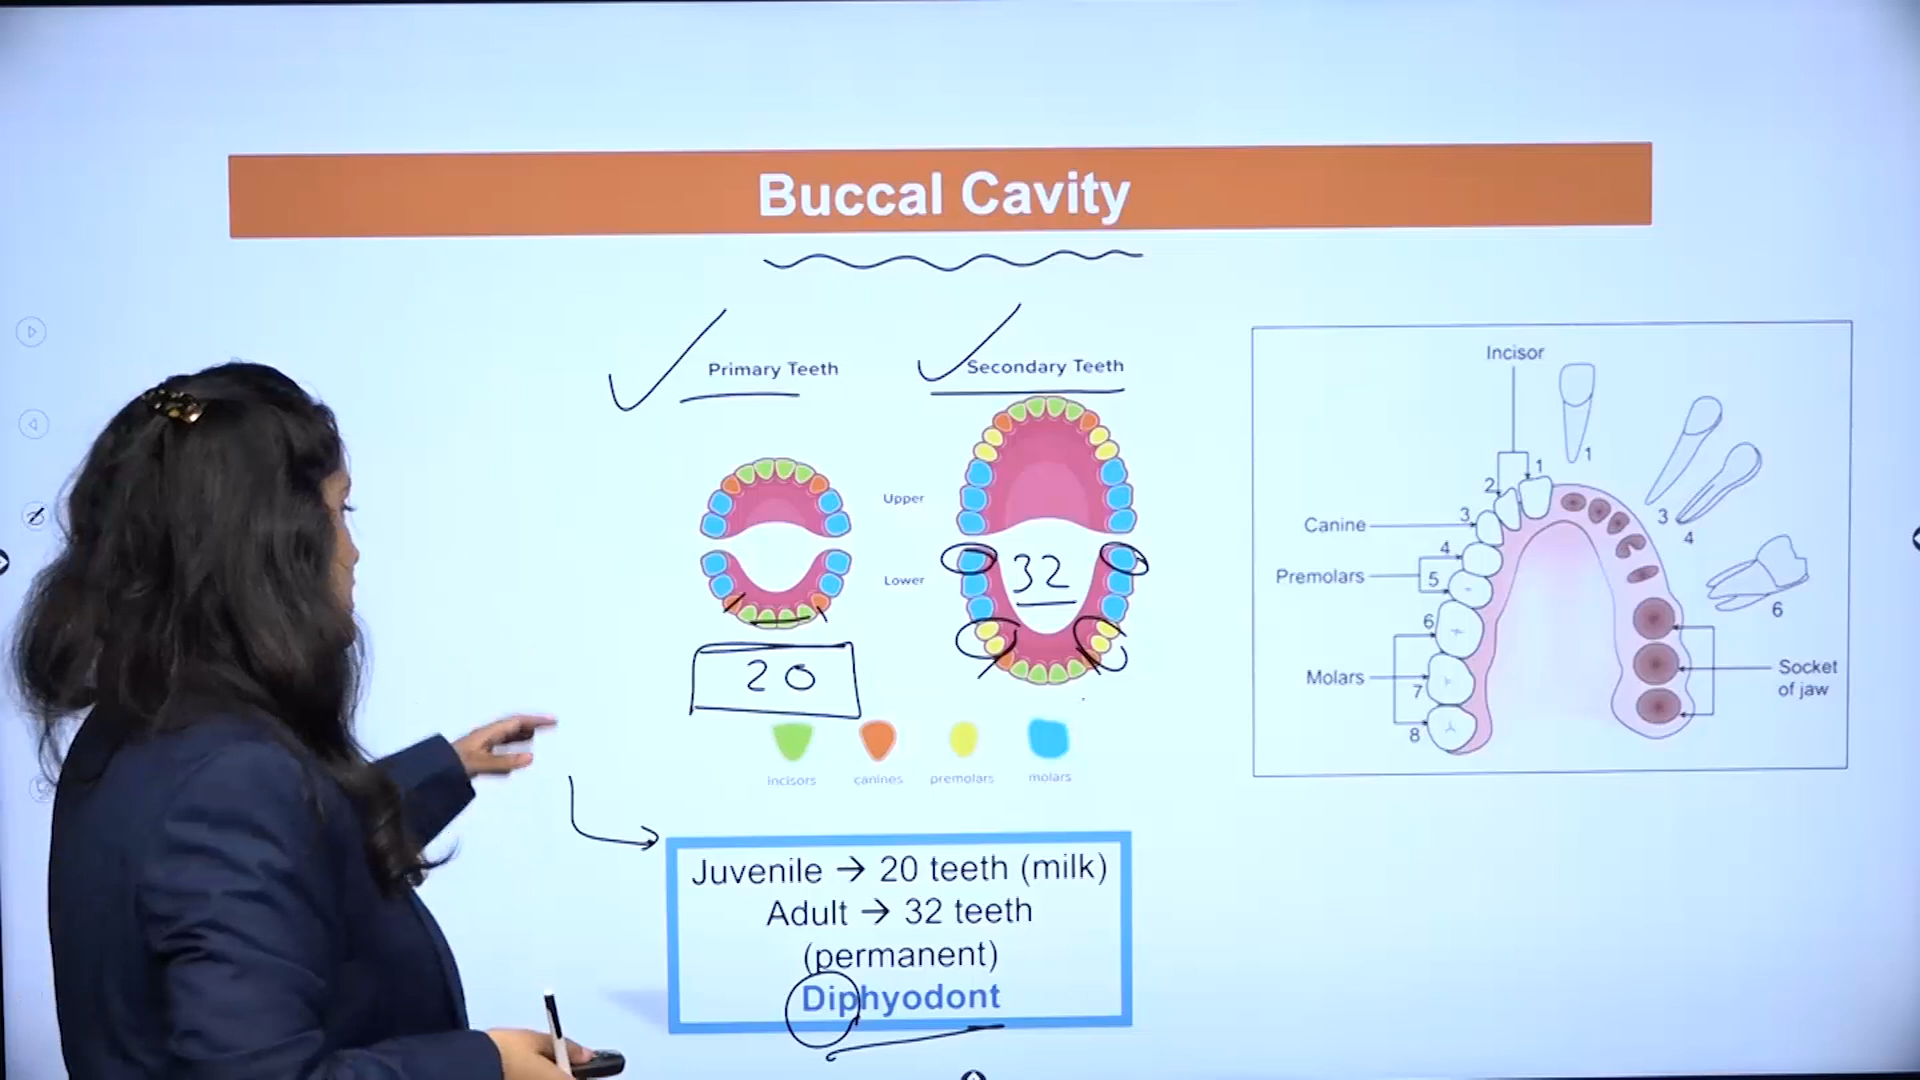 Buccal Cavity
Primary Teeth
Secondary Teeth
Upper
Lower
32
20
incisors
canines
premolars
molars
Juvenile → 20 teeth (milk)
Adult → 32 teeth
(permanent)
Diphyodont
Incisor
1
1
2
3
Canine
3
4
4
Premolars
5
6
6
Molars
7
8
Socket
of jaw